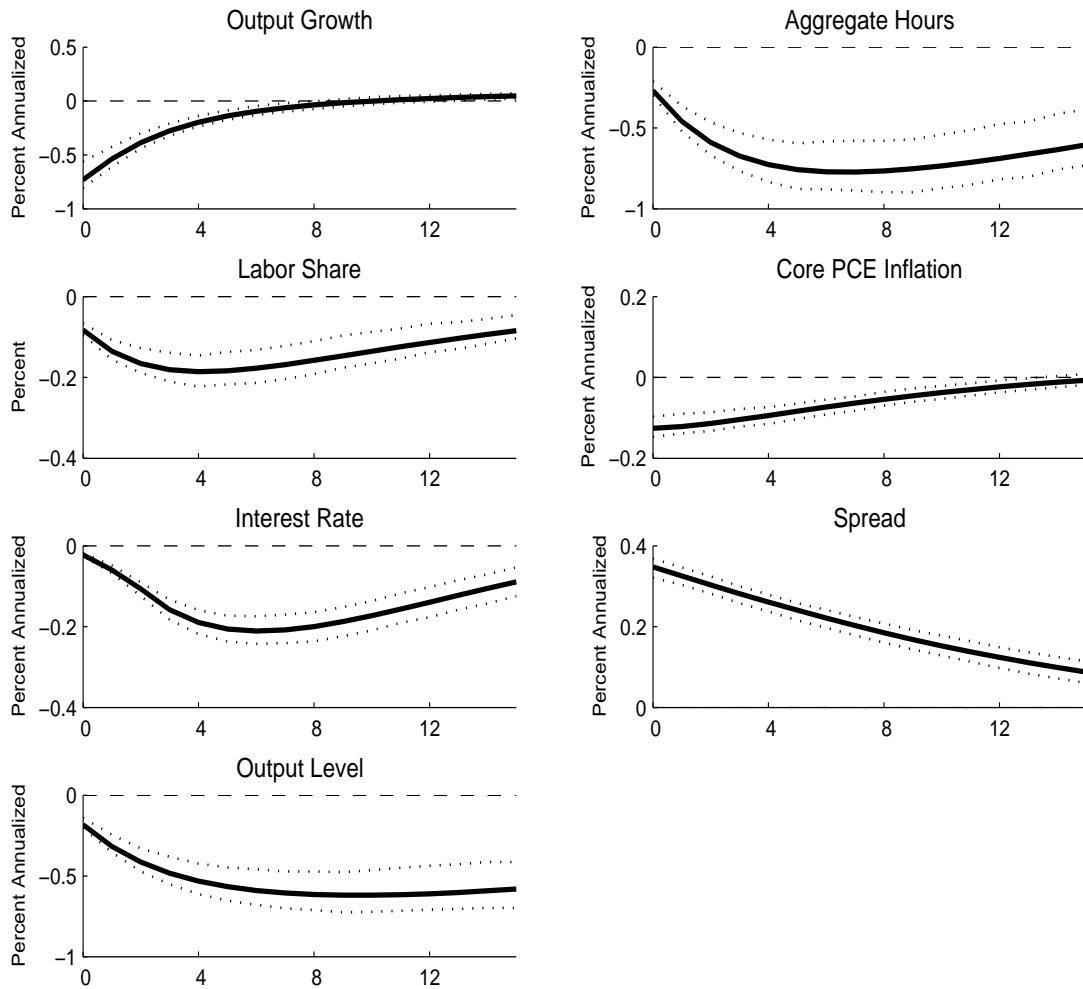 Output Growth
Percent Annualized
0.5
0
−0.5
−1
0 4 8 12
Aggregate Hours
Percent Annualized
0
−0.5
−1
0 4 8 12
Labor Share
Percent
0
−0.2
−0.4
0 4 8 12
Core PCE Inflation
Percent Annualized
0.2
0
−0.2
0 4 8 12
Interest Rate
Percent Annualized
0
−0.2
−0.4
0 4 8 12
Spread
Percent Annualized
0.4
0.2
0
0 4 8 12
Output Level
Percent Annualized
0
−0.5
−1
0 4 8 12